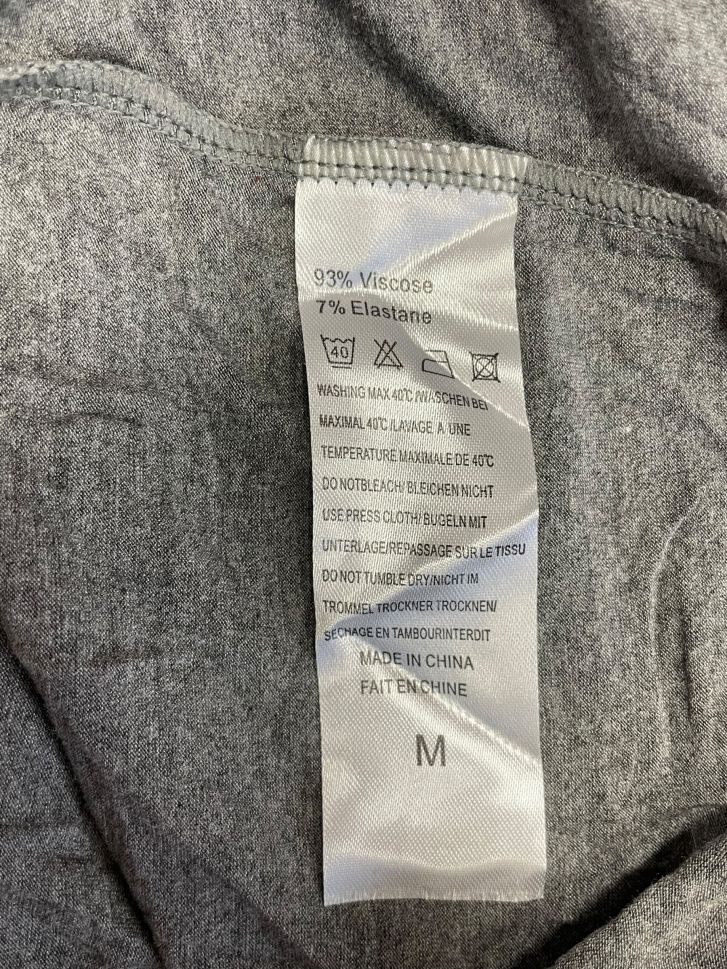 93% Viscose
7% Elastane
40
WASHING MAX 40℃/WASCHEN BEI
MAXIMAL 40℃/LAVAGE A UNE
TEMPERATURE MAXIMALE DE 40℃
DO NOTBLEACH/ BLEICHEN NICHT
USE PRESS CLOTH/ BUGELN MIT
UNTERLAGE/REPASSAGE SUR LE TISSU
DO NOT TUMBLE DRY/NICHT IM
TROMMEL TROCKNER TROCKNEN/
SECHAGE EN TAMBOURINTERDIT
MADE IN CHINA
FAIT EN CHINE
M